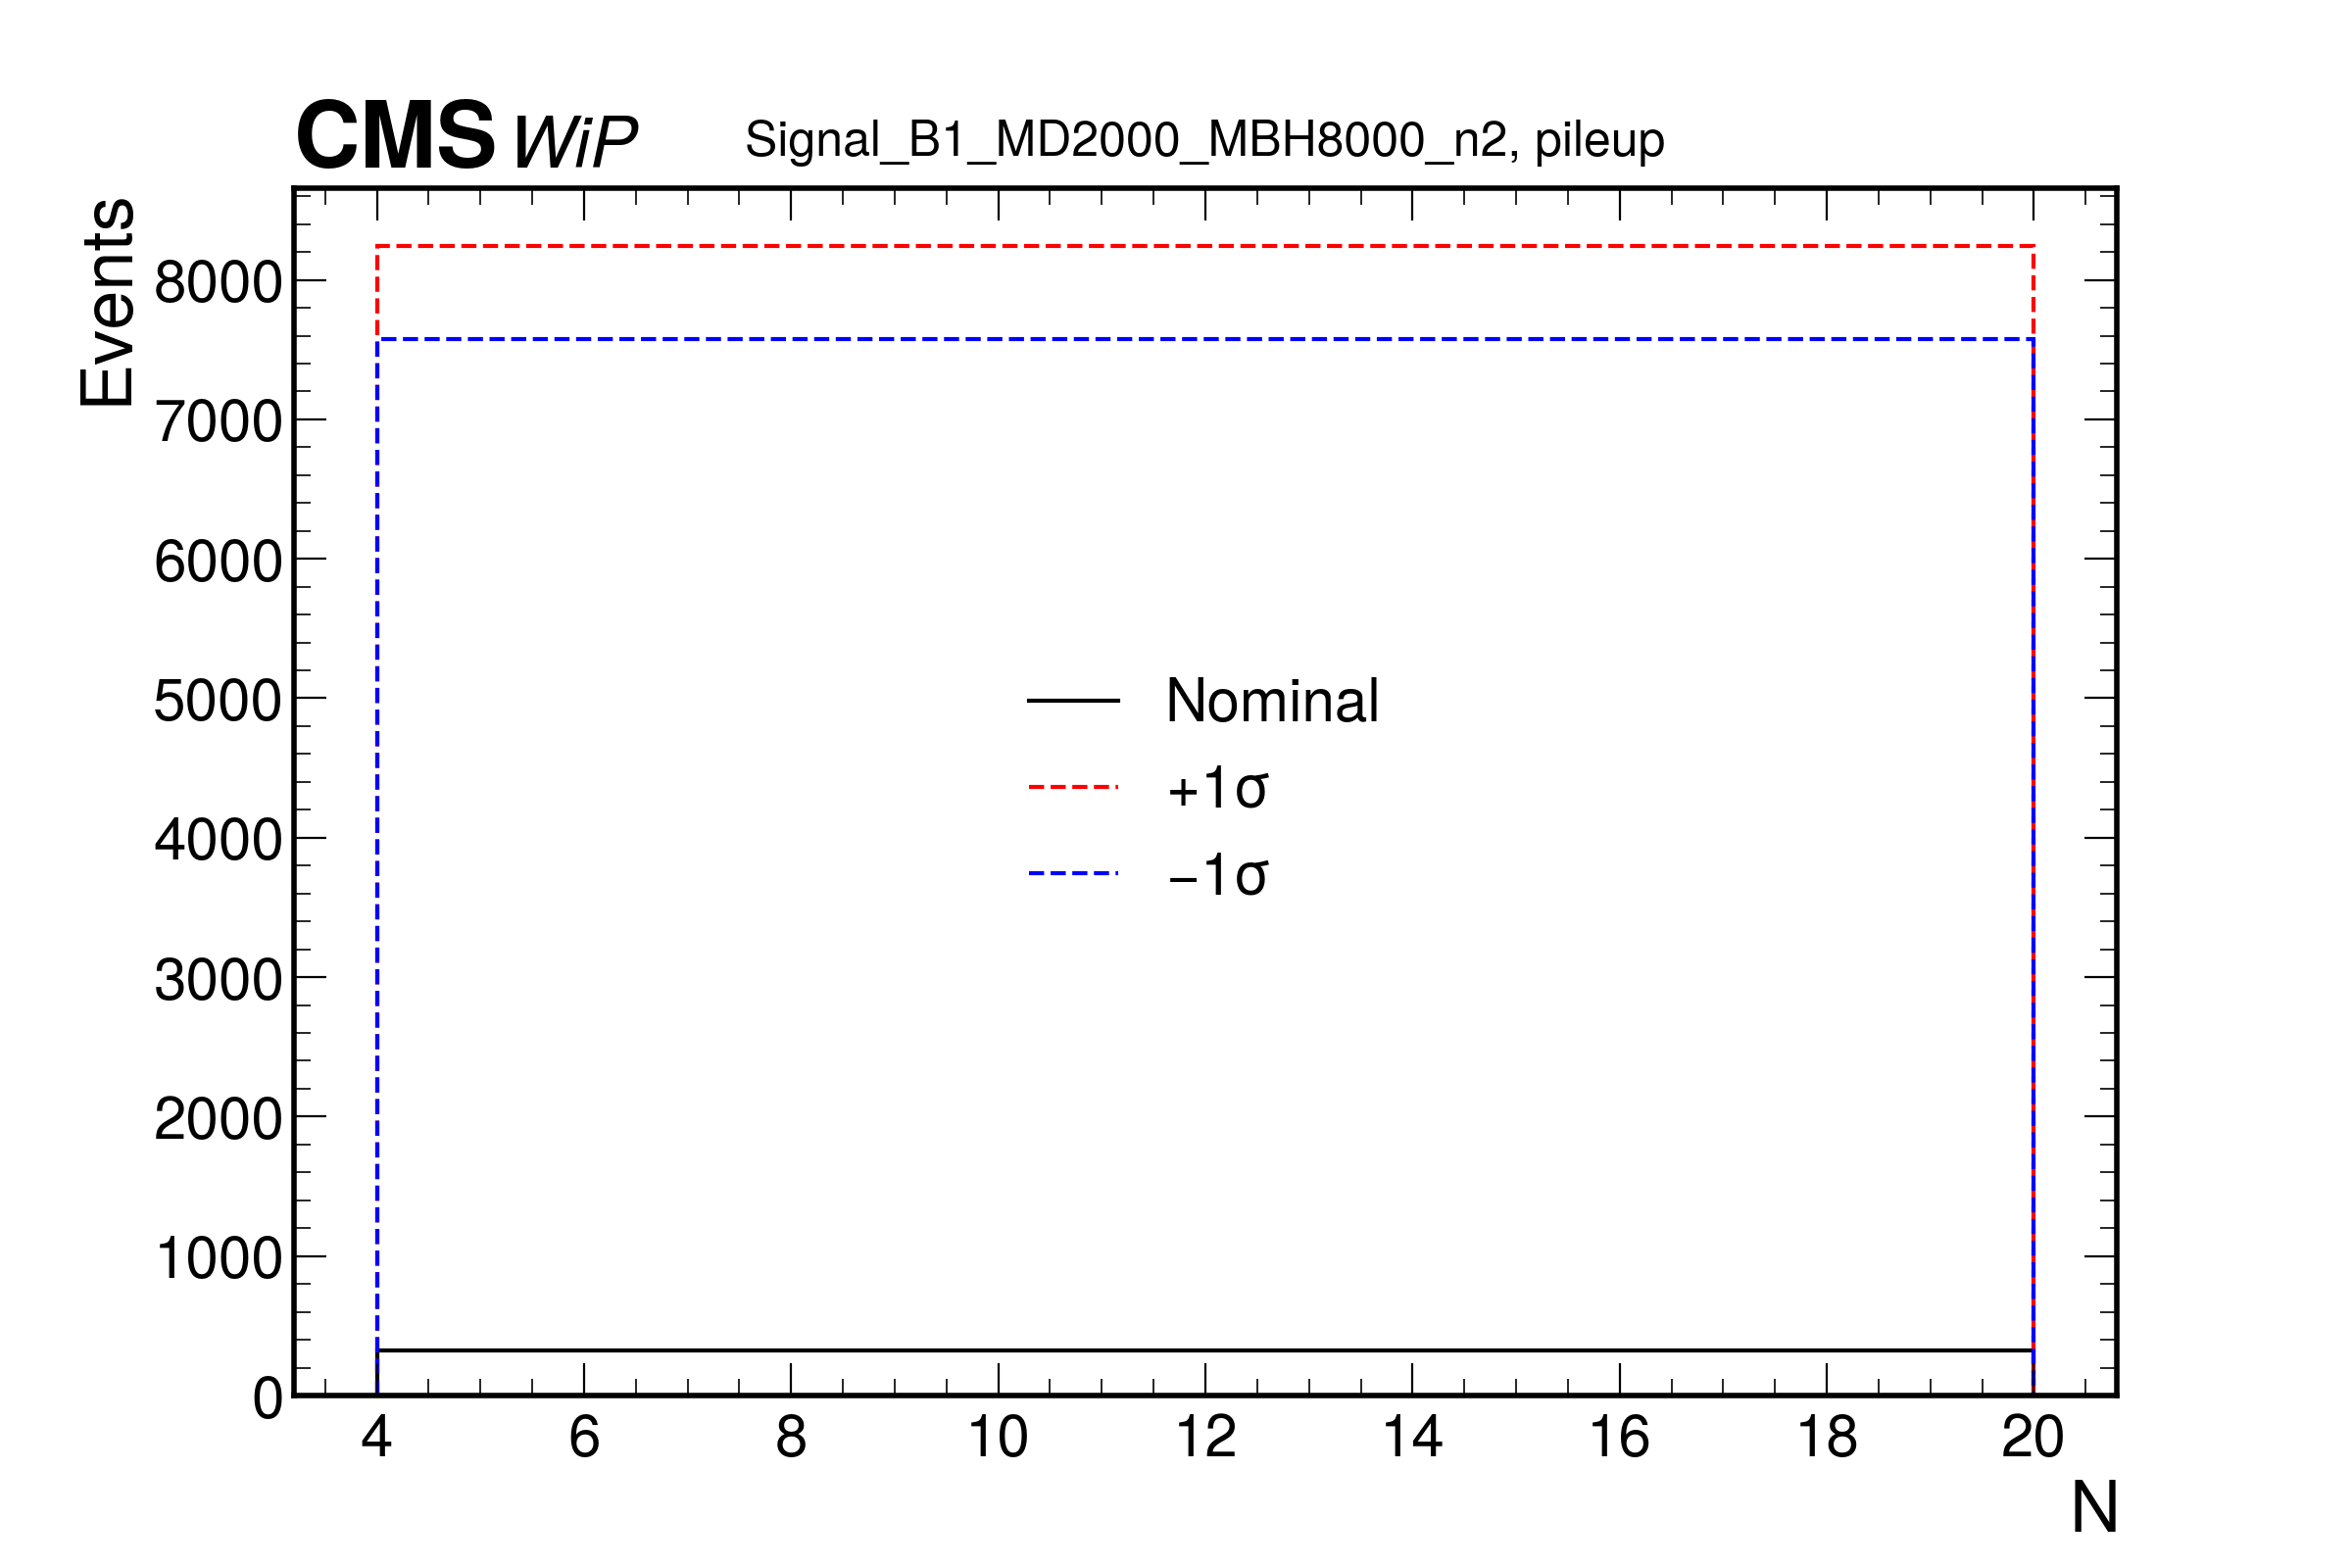 CMS WiP Signal_B1_MD2000_MBH8000_n2, pileup
Events
8000
7000
6000
5000
4000
3000
2000
1000
0
Nominal
+1σ
−1σ
4 6 8 10 12 14 16 18 20
N